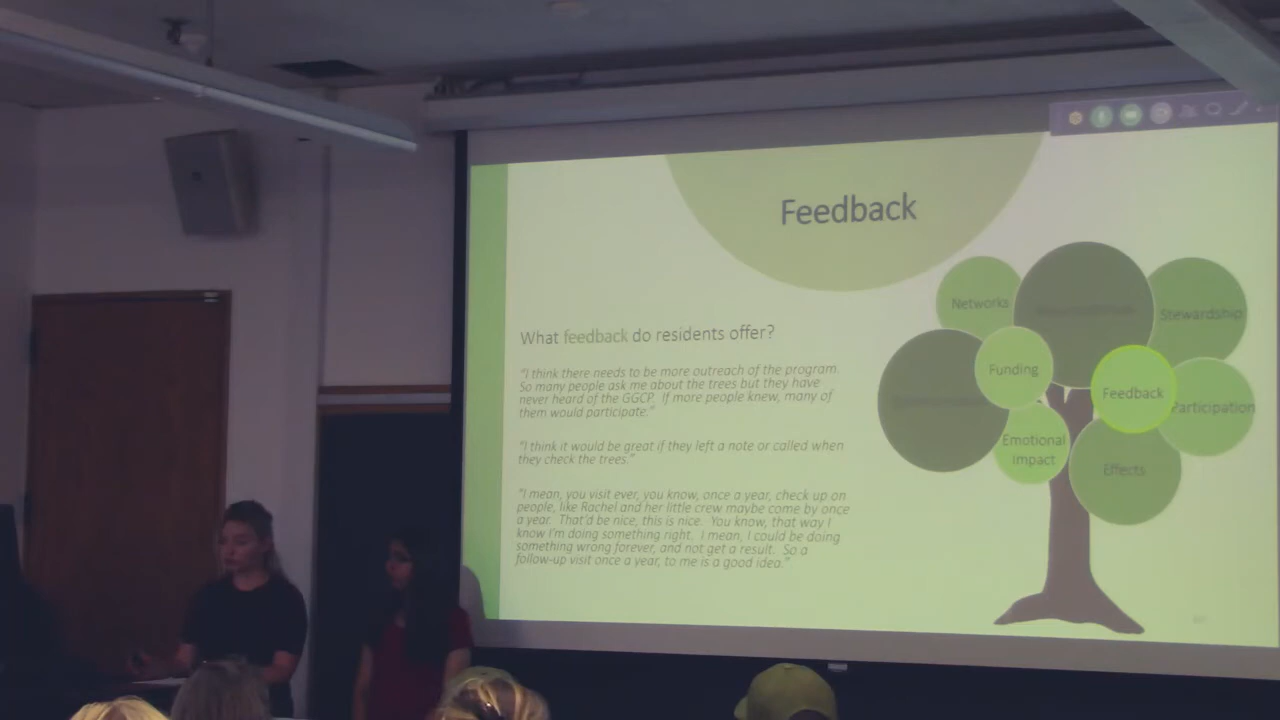 Feedback
What feedback do residents offer?
"I think there needs to be more outreach of the program.
So many people ask me about the trees but they have
never heard of the GGCP. If more people knew, many of
them would participate."
"I think it would be great if they left a note or called when
they check the trees."
"I mean, you visit ever, you know, once a year, check up on
people, like Rachel and her little crew maybe come by once
a year. That'd be nice, this is nice. You know, that way I
know I'm doing something right. I mean, I could be doing
something wrong forever, and not get a result. So a
follow-up visit once a year, to me is a good idea."
Networks
Stewardship
Funding
Feedback
Participation
Emotional
Impact
Effects